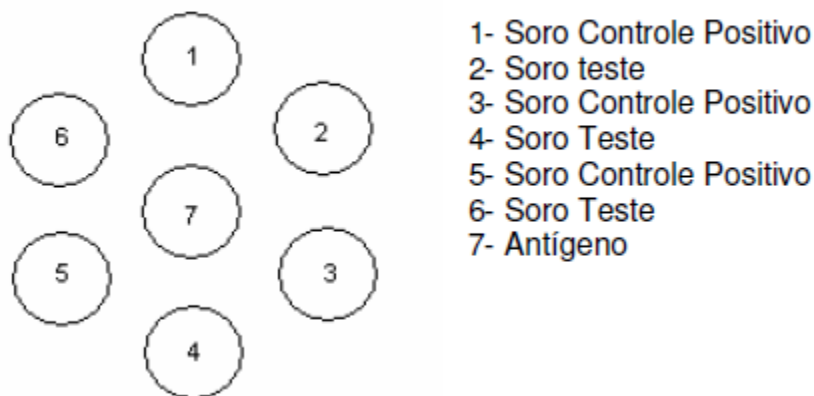 1
2
3
4
5
6
7
1- Soro Controle Positivo
2- Soro teste
3- Soro Controle Positivo
4- Soro Teste
5- Soro Controle Positivo
6- Soro Teste
7- Antígeno